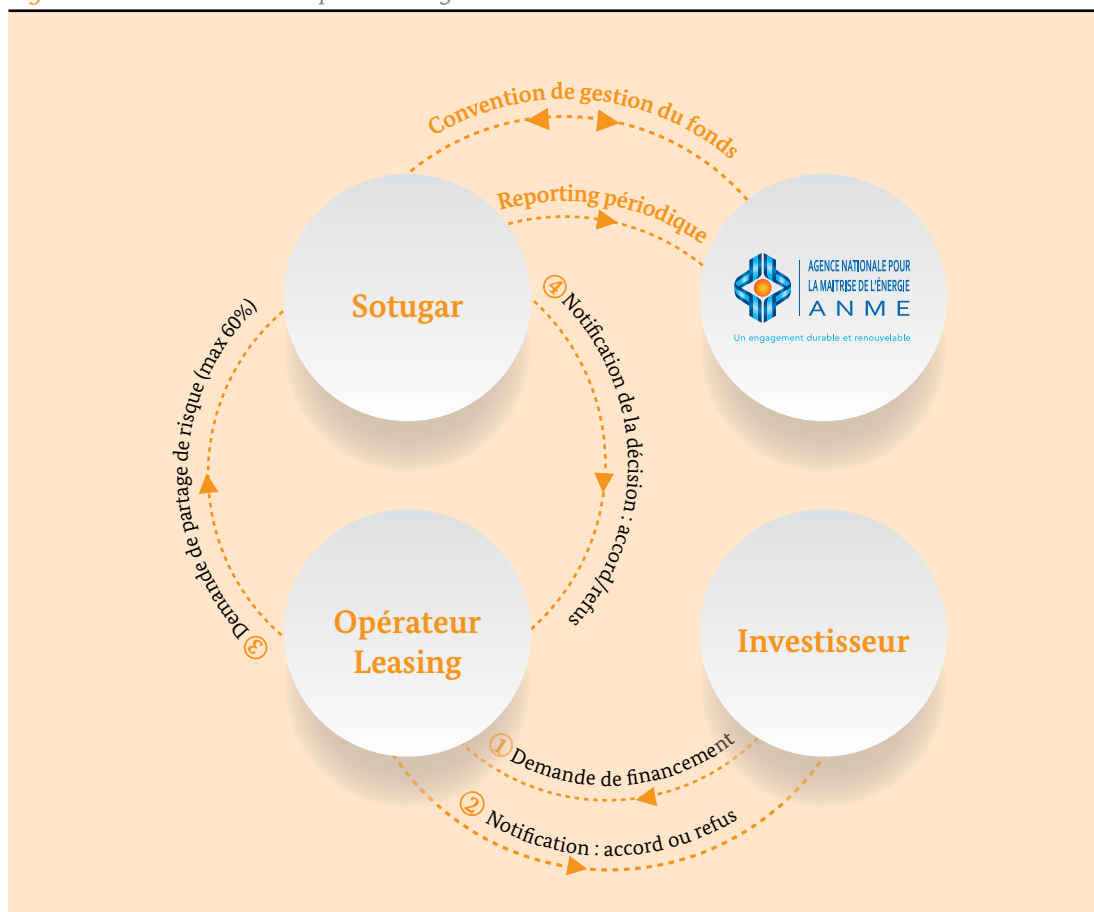 Convention de gestion du fonds
Reporting périodique
Sotugar
AGENCE NATIONALE POUR
LA MAITRISE DE L'ÉNERGIE
A N M E
Un engagement durable et renouvelable
④ Notification de la décision : accord/refus
③ Demande de partage de risque (max 60%)
Opérateur
Leasing
Investisseur
① Demande de financement
② Notification : accord ou refus